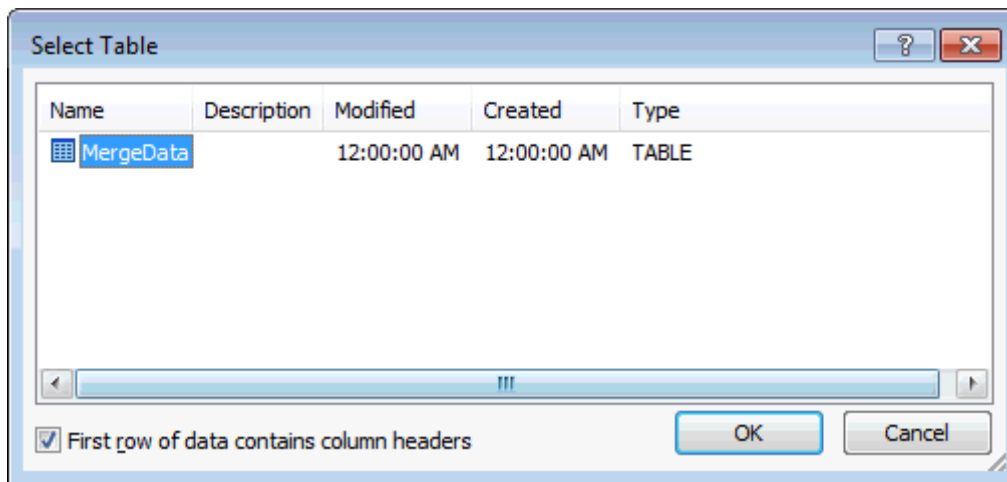 Select Table
Name Description Modified Created Type
MergeData 12:00:00 AM 12:00:00 AM TABLE
First row of data contains column headers OK Cancel